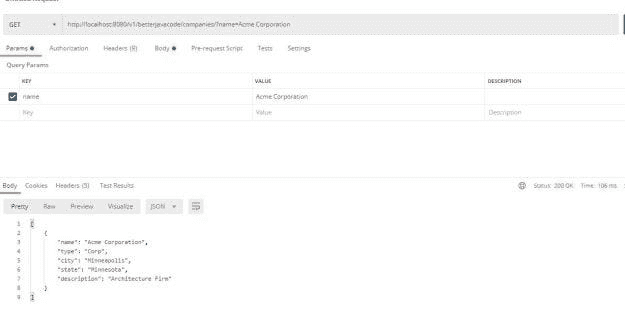 GET http://localhost:8080/v1/betterjavacode/companies/?name=Acme Corporation
Params Authorization Headers (9) Body Pre-request Script Tests Settings
Query Params
KEY VALUE DESCRIPTION
name Acme Corporation
Key Value Description
Body Cookies Headers (5) Test Results Status: 200 OK Time: 106 ms
Pretty Raw Preview Visualize JSON
1 [
2 {
3 "name": "Acme Corporation",
4 "type": "Corp",
5 "city": "Minneapolis",
6 "state": "Minnesota",
7 "description": "Architecture Firm"
8 }
9 ]